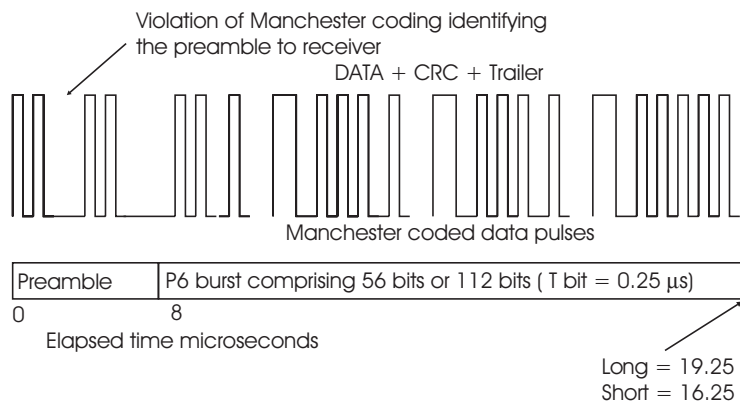 Violation of Manchester coding identifying
the preamble to receiver
DATA + CRC + Trailer
Manchester coded data pulses
Preamble
P6 burst comprising 56 bits or 112 bits ( T bit = 0.25 μs)
0
8
Elapsed time microseconds
Long = 19.25
Short = 16.25